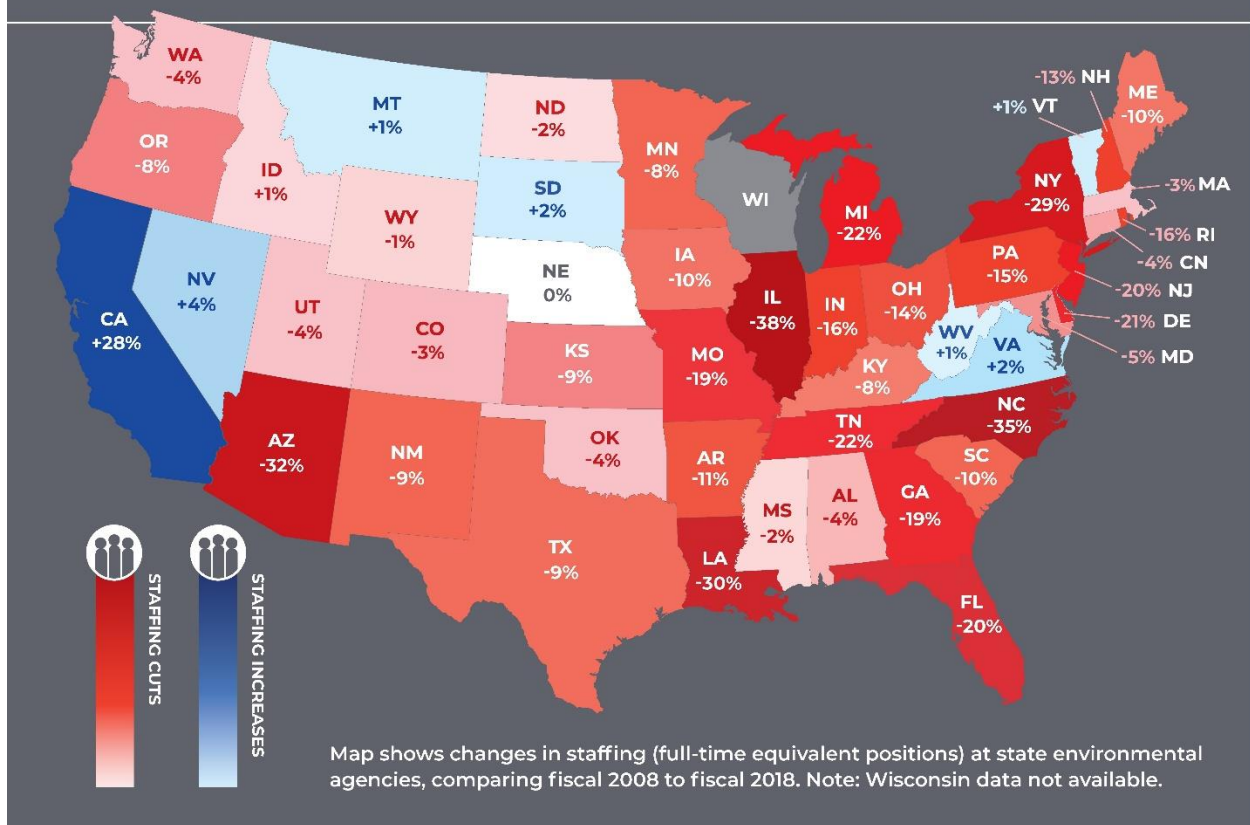 WA
-4%
OR
-8%
ID
+1%
MT
+1%
ND
-2%
SD
+2%
WY
-1%
NE
0%
MN
-8%
WI
IA
-10%
MI
-22%
CA
+28%
NV
+4%
UT
-4%
CO
-3%
KS
-9%
MO
-19%
IL
-38%
IN
-16%
OH
-14%
KY
-8%
WV
+1%
VA
+2%
PA
-15%
NY
-29%
+1% VT
-13% NH
ME
-10%
-3% MA
-16% RI
-4% CN
-20% NJ
-21% DE
-5% MD
AZ
-32%
NM
-9%
OK
-4%
TX
-9%
AR
-11%
LA
-30%
MS
-2%
AL
-4%
TN
-22%
NC
-35%
SC
-10%
GA
-19%
FL
-20%
STAFFING CUTS
STAFFING INCREASES
Map shows changes in staffing (full-time equivalent positions) at state environmental
agencies, comparing fiscal 2008 to fiscal 2018. Note: Wisconsin data not available.